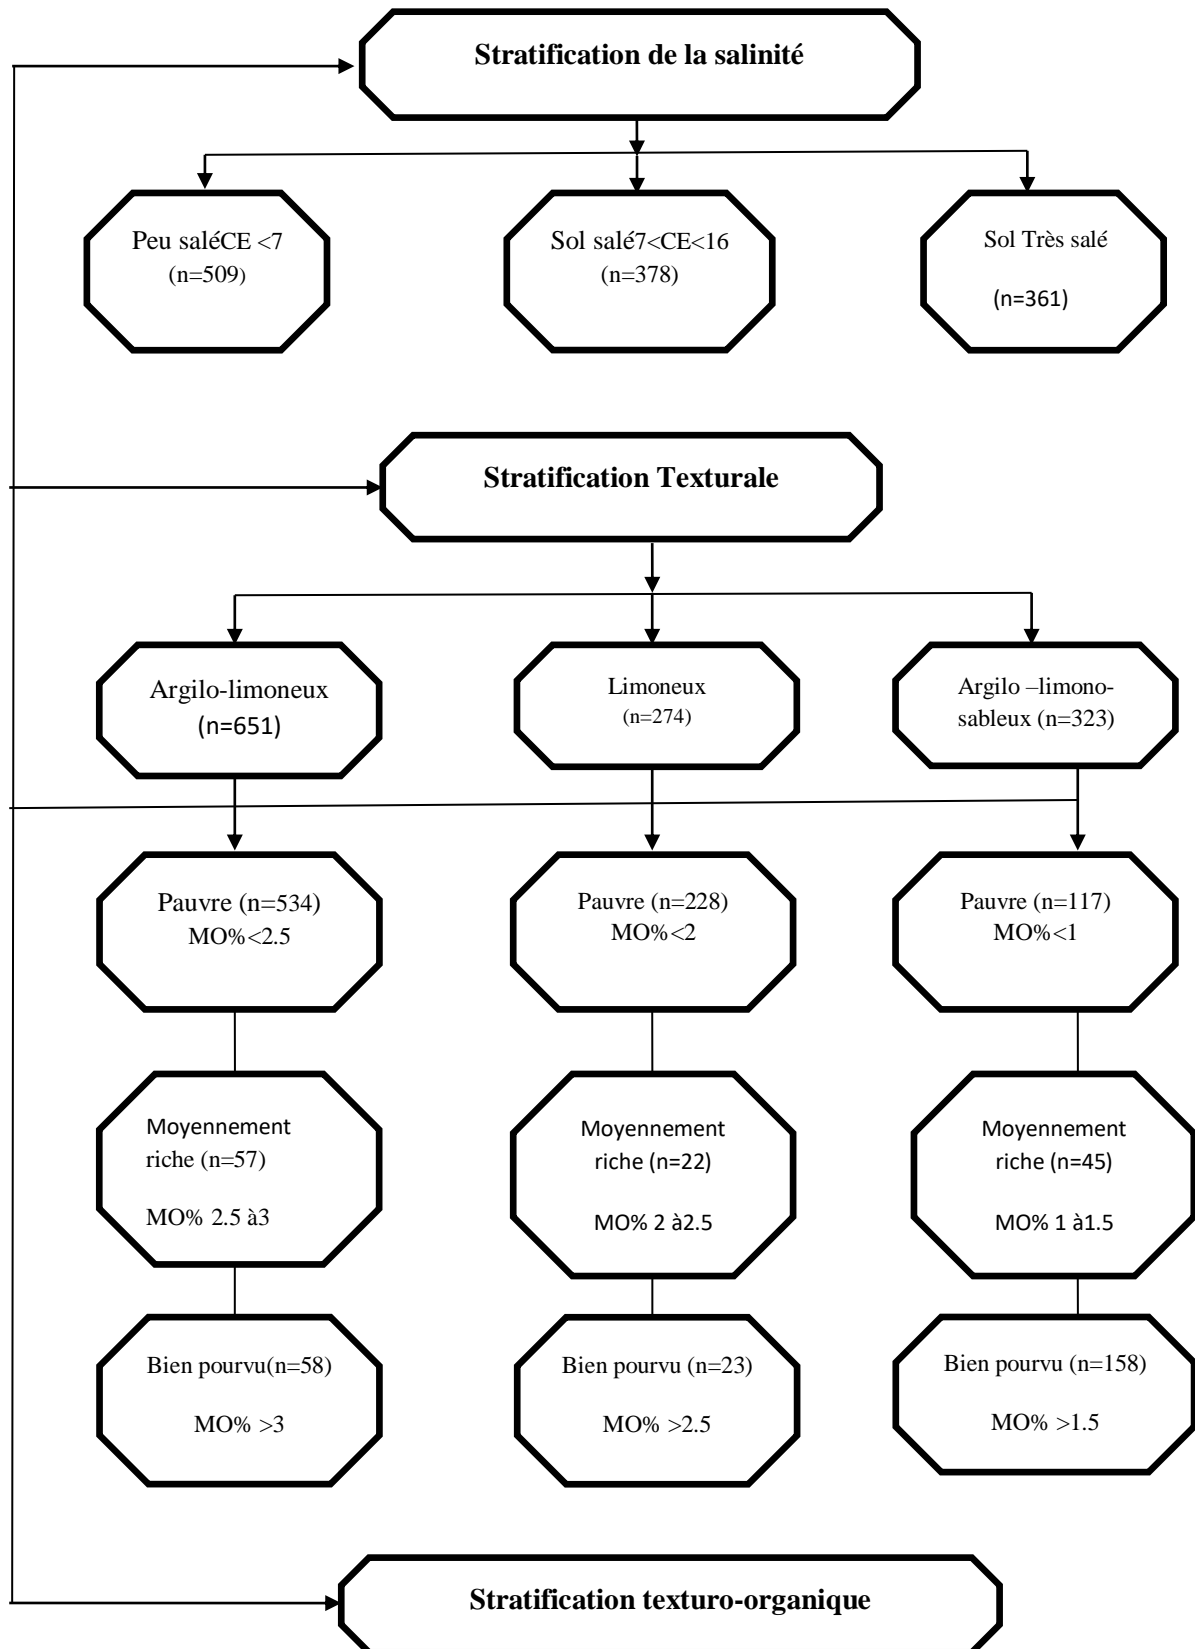 Stratification de la salinité
Peu saléCE <7
(n=509)
Sol salé7<CE<16
(n=378)
Sol Très salé
(n=361)
Stratification Texturale
Argilo-limoneux
(n=651)
Limoneux
(n=274)
Argilo –limono-
sableux (n=323)
Pauvre (n=534)
MO%<2.5
Pauvre (n=228)
MO%<2
Pauvre (n=117)
MO%<1
Moyennement
riche (n=57)
MO% 2.5 à3
Moyennement
riche (n=22)
MO% 2 à2.5
Moyennement
riche (n=45)
MO% 1 à1.5
Bien pourvu(n=58)
MO% >3
Bien pourvu (n=23)
MO% >2.5
Bien pourvu (n=158)
MO% >1.5
Stratification texturo-organique